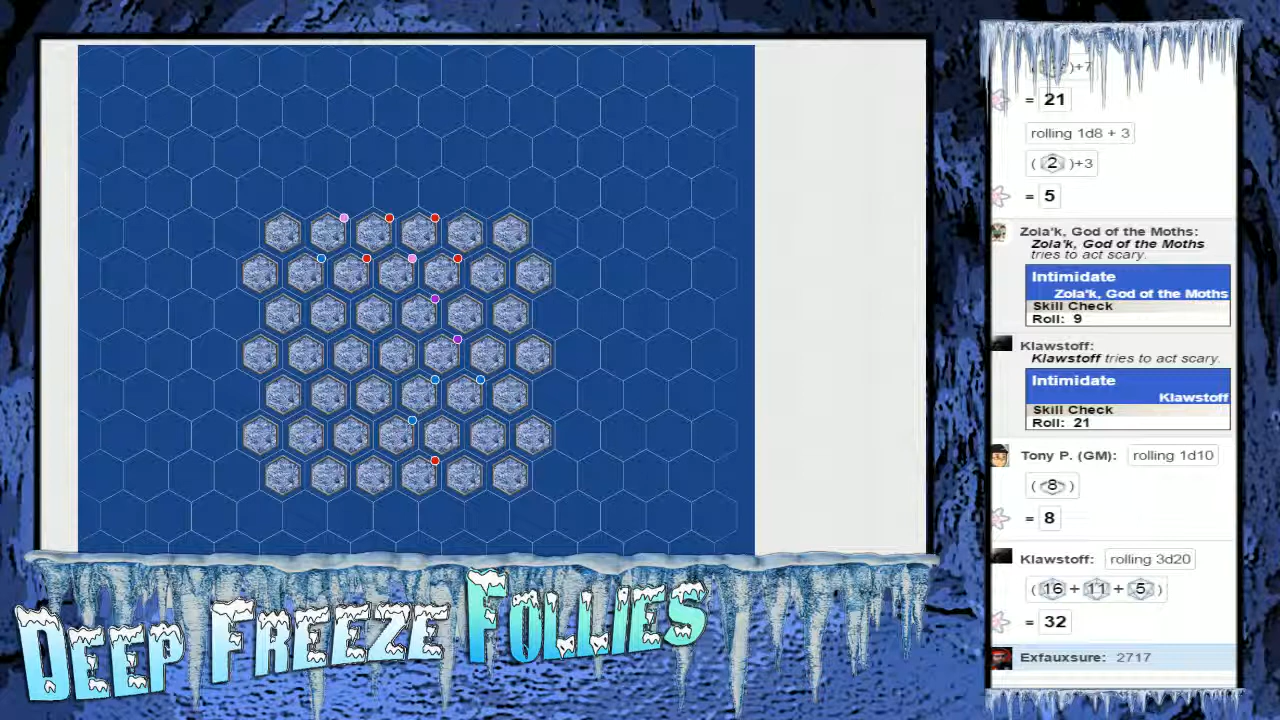 )+7
= 21
rolling 1d8 + 3
( 2 )+3
= 5
Zola'k, God of the Moths:
Zola'k, God of the Moths
tries to act scary.
Intimidate
Zola'k, God of the Moths
Skill Check
Roll: 9
Klawstoff:
Klawstoff tries to act scary.
Intimidate
Klawstoff
Skill Check
Roll: 21
Tony P. (GM): rolling 1d10
( 8 )
= 8
Klawstoff: rolling 3d20
( 16 + 11 + 5 )
= 32
Exfauxsure: 2717
Deep Freeze Follies